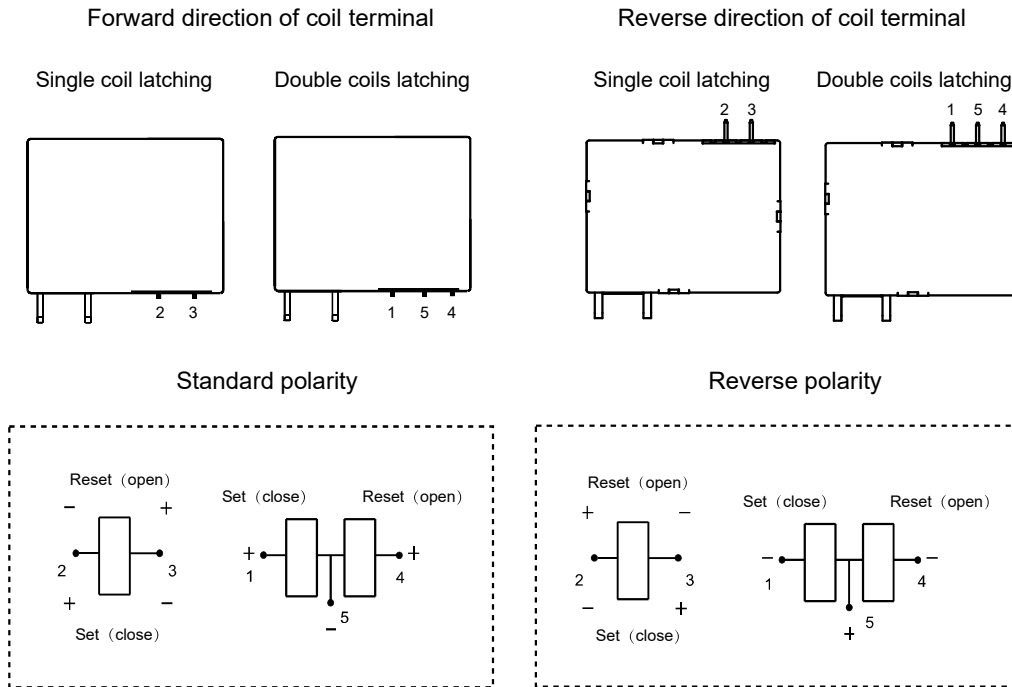 Forward direction of coil terminal
Reverse direction of coil terminal
Single coil latching
Double coils latching
Single coil latching
Double coils latching
2 3
1 5 4
2 3
1 5 4
Standard polarity
Reverse polarity
Reset（open）
− +
2 3
+ −
Set（close）
Set（close） Reset（open）
+ +
1 4
− 5
Reset（open）
+ −
2 3
− +
Set（close）
Set（close） Reset（open）
− −
1 4
+ 5